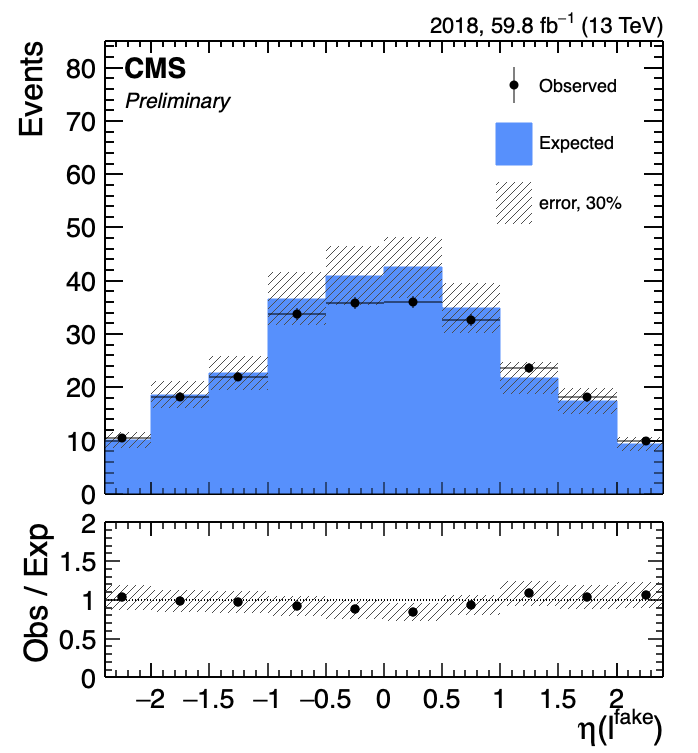 2018, 59.8 fb⁻¹ (13 TeV)
CMS
Preliminary
Observed
Expected
error, 30%
Events
80
70
60
50
40
30
20
10
0
Obs / Exp
2
1.5
1
0.5
0
−2 −1.5 −1 −0.5 0 0.5 1 1.5 2
η(l^fake)